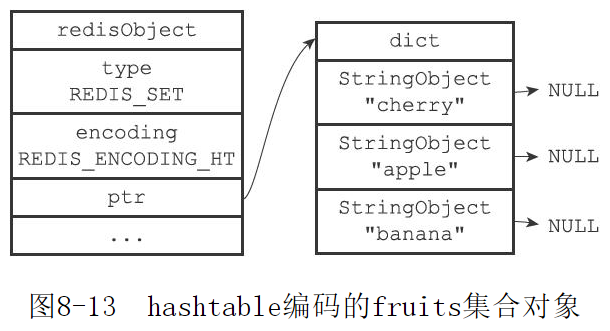 redisObject
type
REDIS_SET
encoding
REDIS_ENCODING_HT
ptr
...
dict
StringObject
"cherry"
NULL
StringObject
"apple"
NULL
StringObject
"banana"
NULL
图8-13 hashtable编码的fruits集合对象